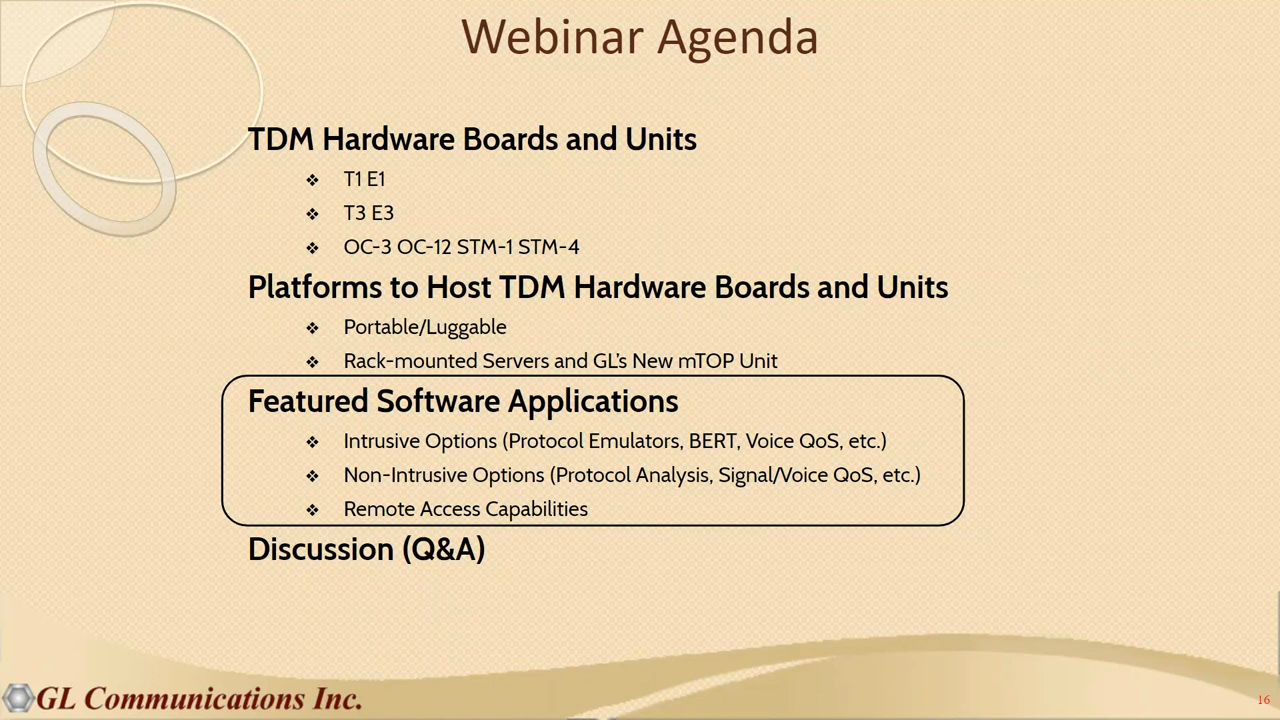 Webinar Agenda
TDM Hardware Boards and Units
❖ T1 E1
❖ T3 E3
❖ OC-3 OC-12 STM-1 STM-4
Platforms to Host TDM Hardware Boards and Units
❖ Portable/Luggable
❖ Rack-mounted Servers and GL's New mTOP Unit
Featured Software Applications
❖ Intrusive Options (Protocol Emulators, BERT, Voice QoS, etc.)
❖ Non-Intrusive Options (Protocol Analysis, Signal/Voice QoS, etc.)
❖ Remote Access Capabilities
Discussion (Q&A)
GL Communications Inc.
16